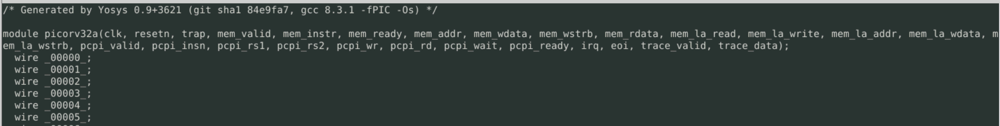 /* Generated by Yosys 0.9+3621 (git sha1 84e9fa7, gcc 8.3.1 -fPIC -Os) */
module picorv32a(clk, resetn, trap, mem_valid, mem_instr, mem_ready, mem_addr, mem_wdata, mem_wstrb, mem_rdata, mem_la_read, mem_la_write, mem_la_addr, mem_la_wdata, m
em_la_wstrb, pcpi_valid, pcpi_insn, pcpi_rs1, pcpi_rs2, pcpi_wr, pcpi_rd, pcpi_wait, pcpi_ready, irq, eoi, trace_valid, trace_data);
  wire _00000_;
  wire _00001_;
  wire _00002_;
  wire _00003_;
  wire _00004_;
  wire _00005_;